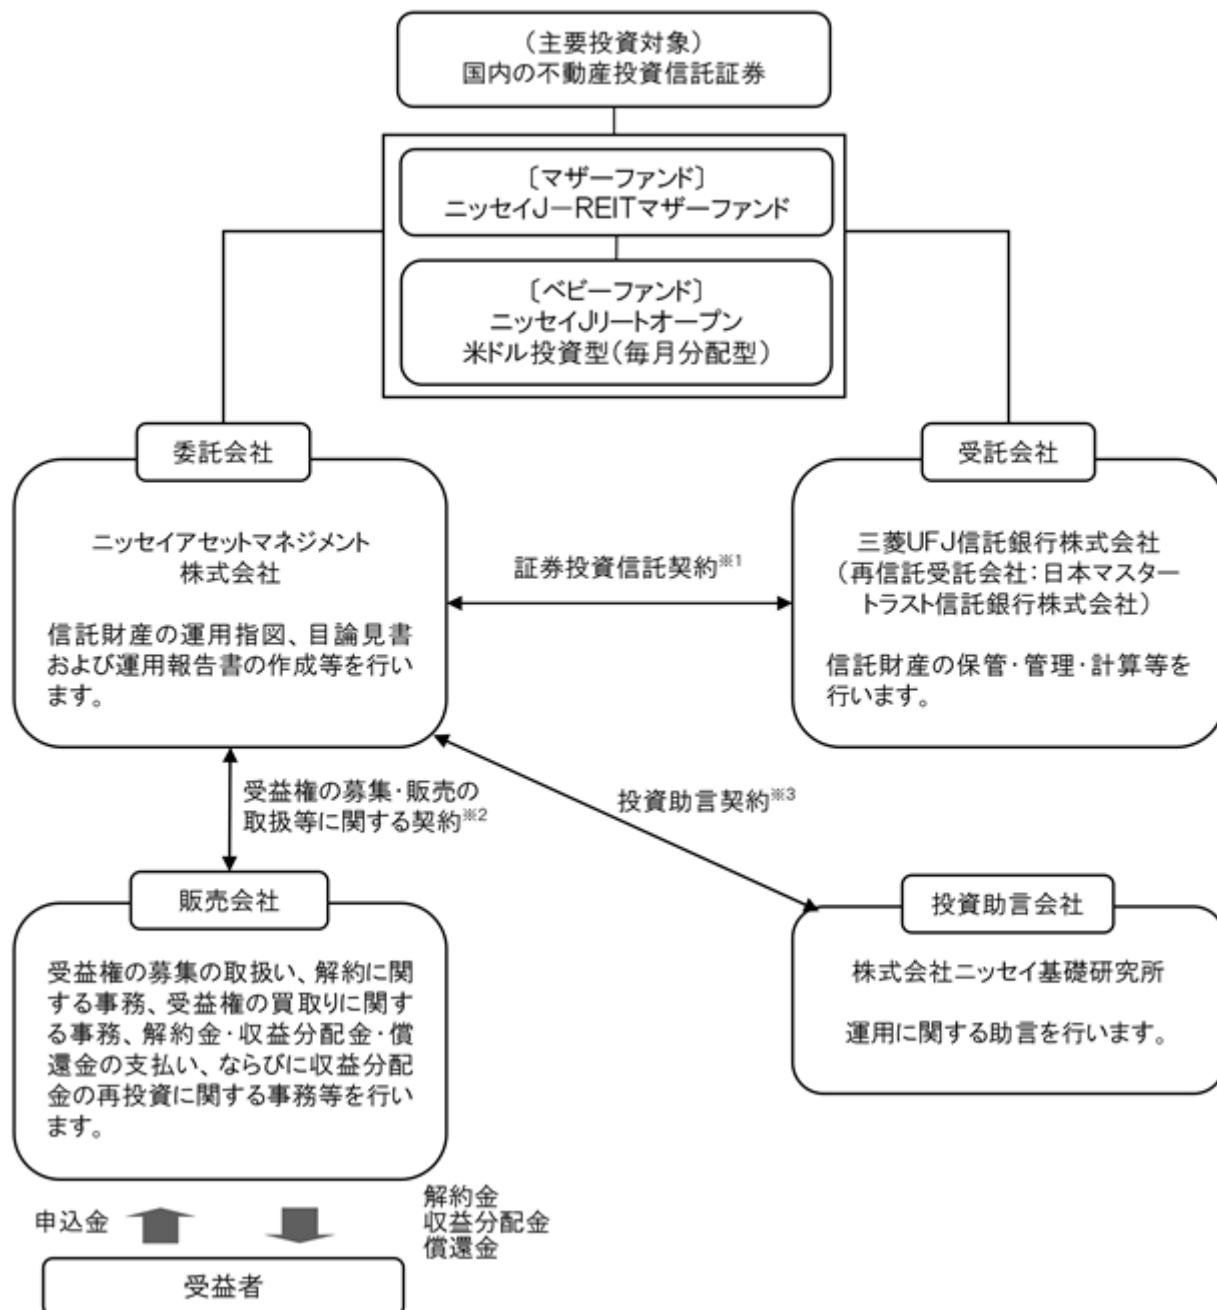 （主要投資対象）
国内の不動産投資信託証券
〔マザーファンド〕
ニッセイJ－REITマザーファンド
〔ベビーファンド〕
ニッセイJリートオープン
米ドル投資型（毎月分配型）
委託会社
ニッセイアセットマネジメント
株式会社
信託財産の運用指図、目論見書
および運用報告書の作成等を行い
ます。
証券投資信託契約※1
受託会社
三菱UFJ信託銀行株式会社
（再信託受託会社：日本マスター
トラスト信託銀行株式会社）
信託財産の保管・管理・計算等を
行います。
受益権の募集・販売の
取扱等に関する契約※2
投資助言契約※3
販売会社
受益権の募集の取扱い、解約に関
する事務、受益権の買取りに関す
る事務、解約金・収益分配金・償
還金の支払い、ならびに収益分配
金の再投資に関する事務等を行い
ます。
投資助言会社
株式会社ニッセイ基礎研究所
運用に関する助言を行います。
申込金
解約金
収益分配金
償還金
受益者